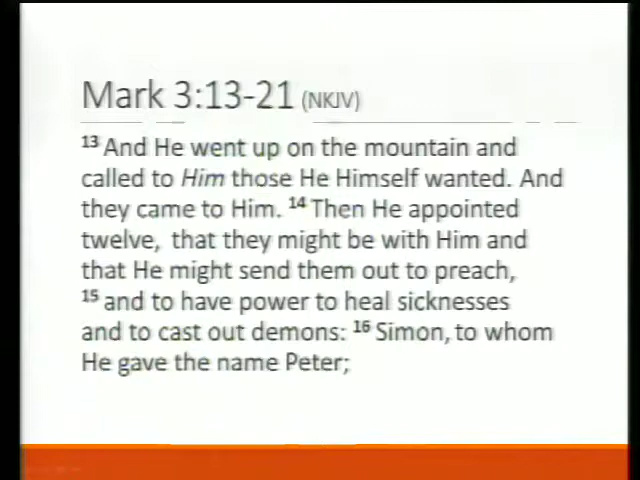 Mark 3:13-21 (NKJV)
13 And He went up on the mountain and
called to Him those He Himself wanted. And
they came to Him. 14 Then He appointed
twelve, that they might be with Him and
that He might send them out to preach,
15 and to have power to heal sicknesses
and to cast out demons: 16 Simon, to whom
He gave the name Peter;